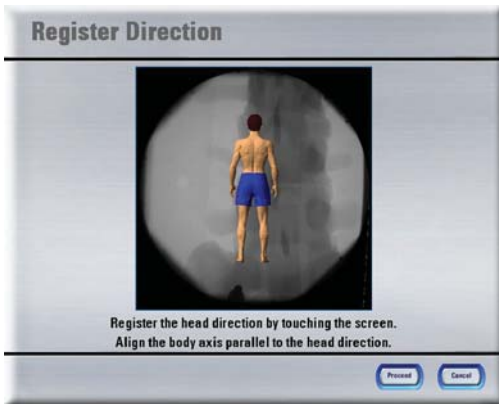 Register Direction
Register the head direction by touching the screen.
Align the body axis parallel to the head direction.
Proceed
Cancel